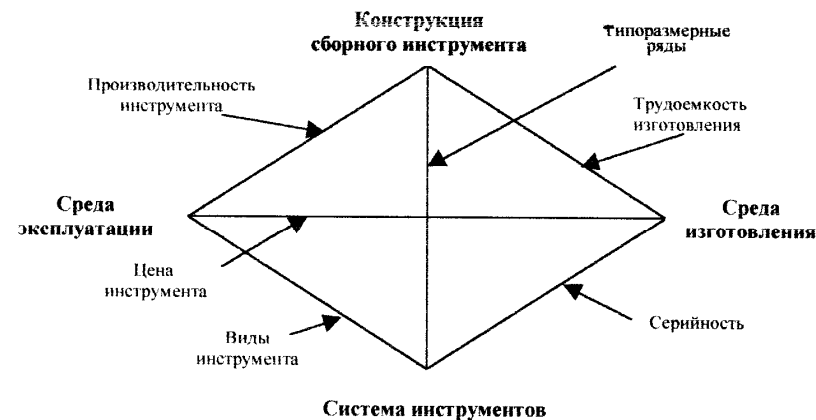 Конструкция
сборного инструмента
Типоразмерные
ряды
Производительность
инструмента
Трудоемкость
изготовления
Среда
эксплуатации
Среда
изготовления
Цена
инструмента
Виды
инструмента
Серийность
Система инструментов